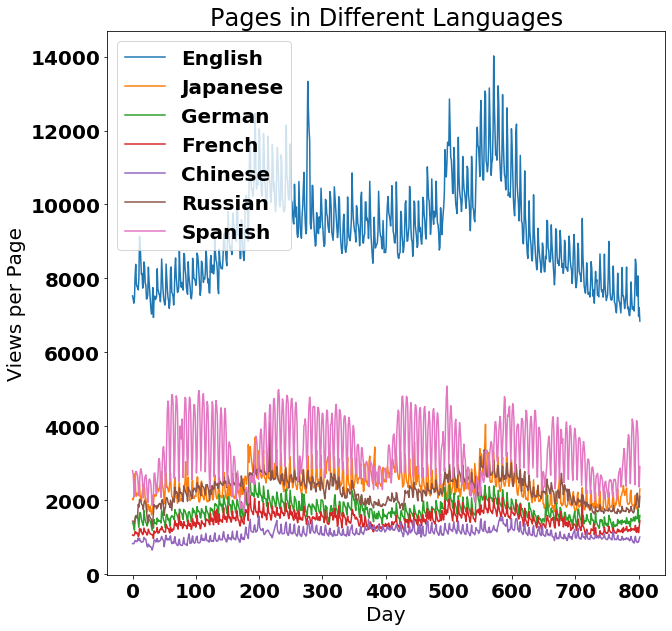 Pages in Different Languages
English
Japanese
German
French
Chinese
Russian
Spanish
Views per Page
14000
12000
10000
8000
6000
4000
2000
0
0 100 200 300 400 500 600 700 800
Day